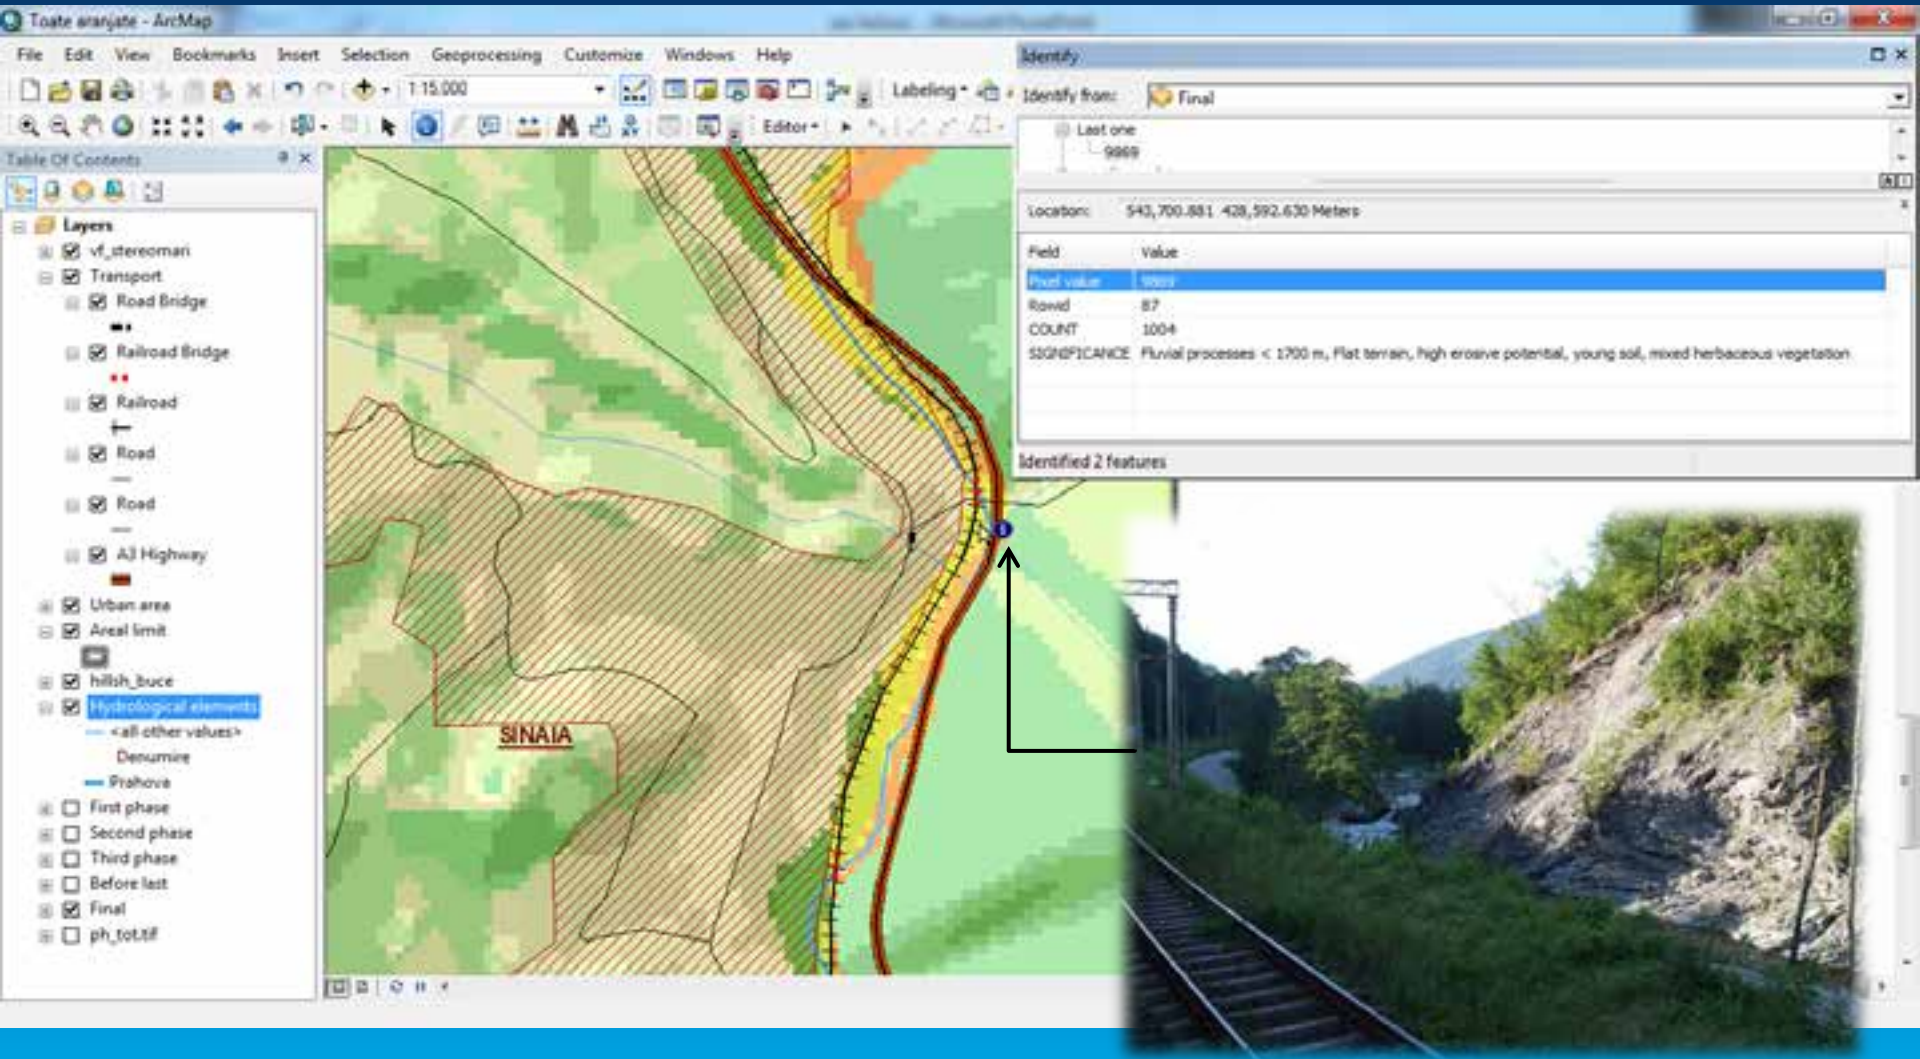 Toate aranjate - ArcMap
File Edit View Bookmarks Insert Selection Geoprocessing Customize Windows Help
1:15.000
Labeling
Editor
Table Of Contents
Layers
vf_stereomari
Transport
Road Bridge
Railroad Bridge
Railroad
Road
Road
A3 Highway
Urban area
Areal limit
hillsh_buce
Hydrological elements
<all other values>
Denumire
Prahova
First phase
Second phase
Third phase
Before last
Final
ph_tot.tif
SINAIA
Identify
Identify from: Final
Last one
9869
Location: 543,700.881 428,592.630 Meters
Field Value
Pixel value 9869
Rowid 87
COUNT 1004
SIGNIFICANCE Fluvial processes < 1700 m, Flat terrain, high erosive potential, young soil, mixed herbaceous vegetation
Identified 2 features